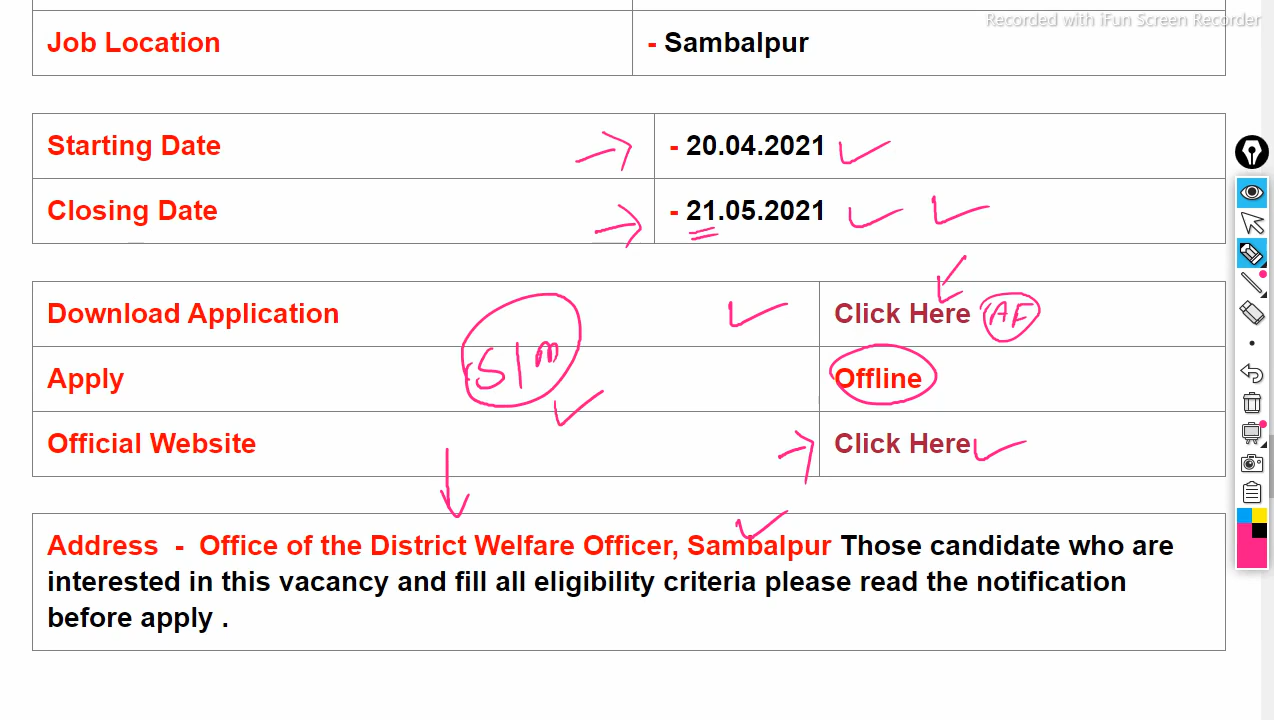 Recorded with iFun Screen Recorder
Job Location - Sambalpur
Starting Date - 20.04.2021
Closing Date - 21.05.2021
Download Application Click Here AF
Apply Offline
Official Website Click Here
Address - Office of the District Welfare Officer, Sambalpur Those candidate who are
interested in this vacancy and fill all eligibility criteria please read the notification
before apply .